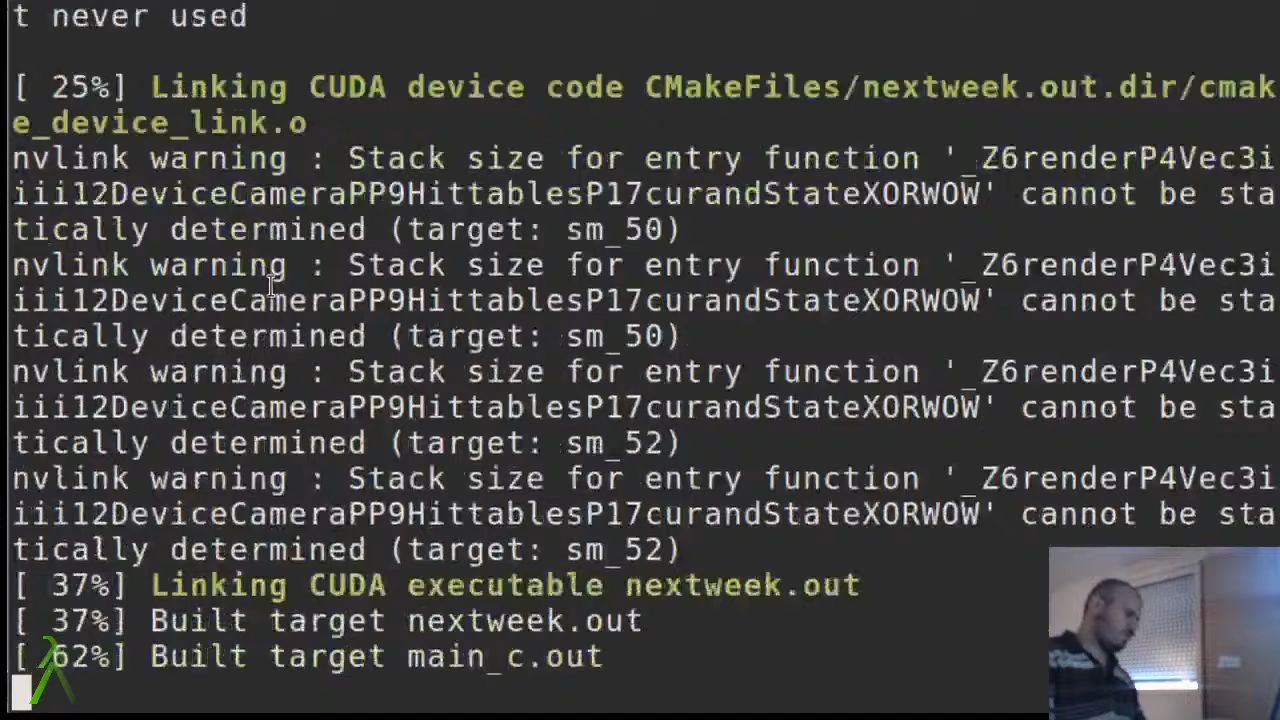 t never used
[ 25%] Linking CUDA device code CMakeFiles/nextweek.out.dir/cmak
e_device_link.o
nvlink warning : Stack size for entry function '_Z6renderP4Vec3i
iii12DeviceCameraPP9HittablesP17curandStateXORWOW' cannot be sta
tically determined (target: sm_50)
nvlink warning : Stack size for entry function '_Z6renderP4Vec3i
iii12DeviceCameraPP9HittablesP17curandStateXORWOW' cannot be sta
tically determined (target: sm_50)
nvlink warning : Stack size for entry function '_Z6renderP4Vec3i
iii12DeviceCameraPP9HittablesP17curandStateXORWOW' cannot be sta
tically determined (target: sm_52)
nvlink warning : Stack size for entry function '_Z6renderP4Vec3i
iii12DeviceCameraPP9HittablesP17curandStateXORWOW' cannot be sta
tically determined (target: sm_52)
[ 37%] Linking CUDA executable nextweek.out
[ 37%] Built target nextweek.out
[ 62%] Built target main_c.out